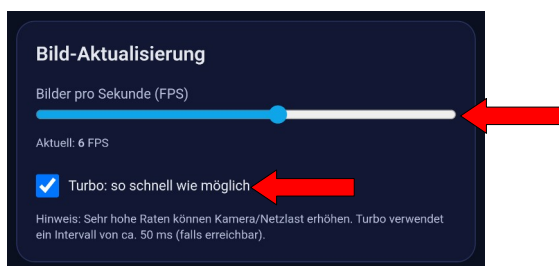 Bild-Aktualisierung
Bilder pro Sekunde (FPS)
Aktuell: 6 FPS
Turbo: so schnell wie möglich
Hinweis: Sehr hohe Raten können Kamera/Netzlast erhöhen. Turbo verwendet
ein Intervall von ca. 50 ms (falls erreichbar).